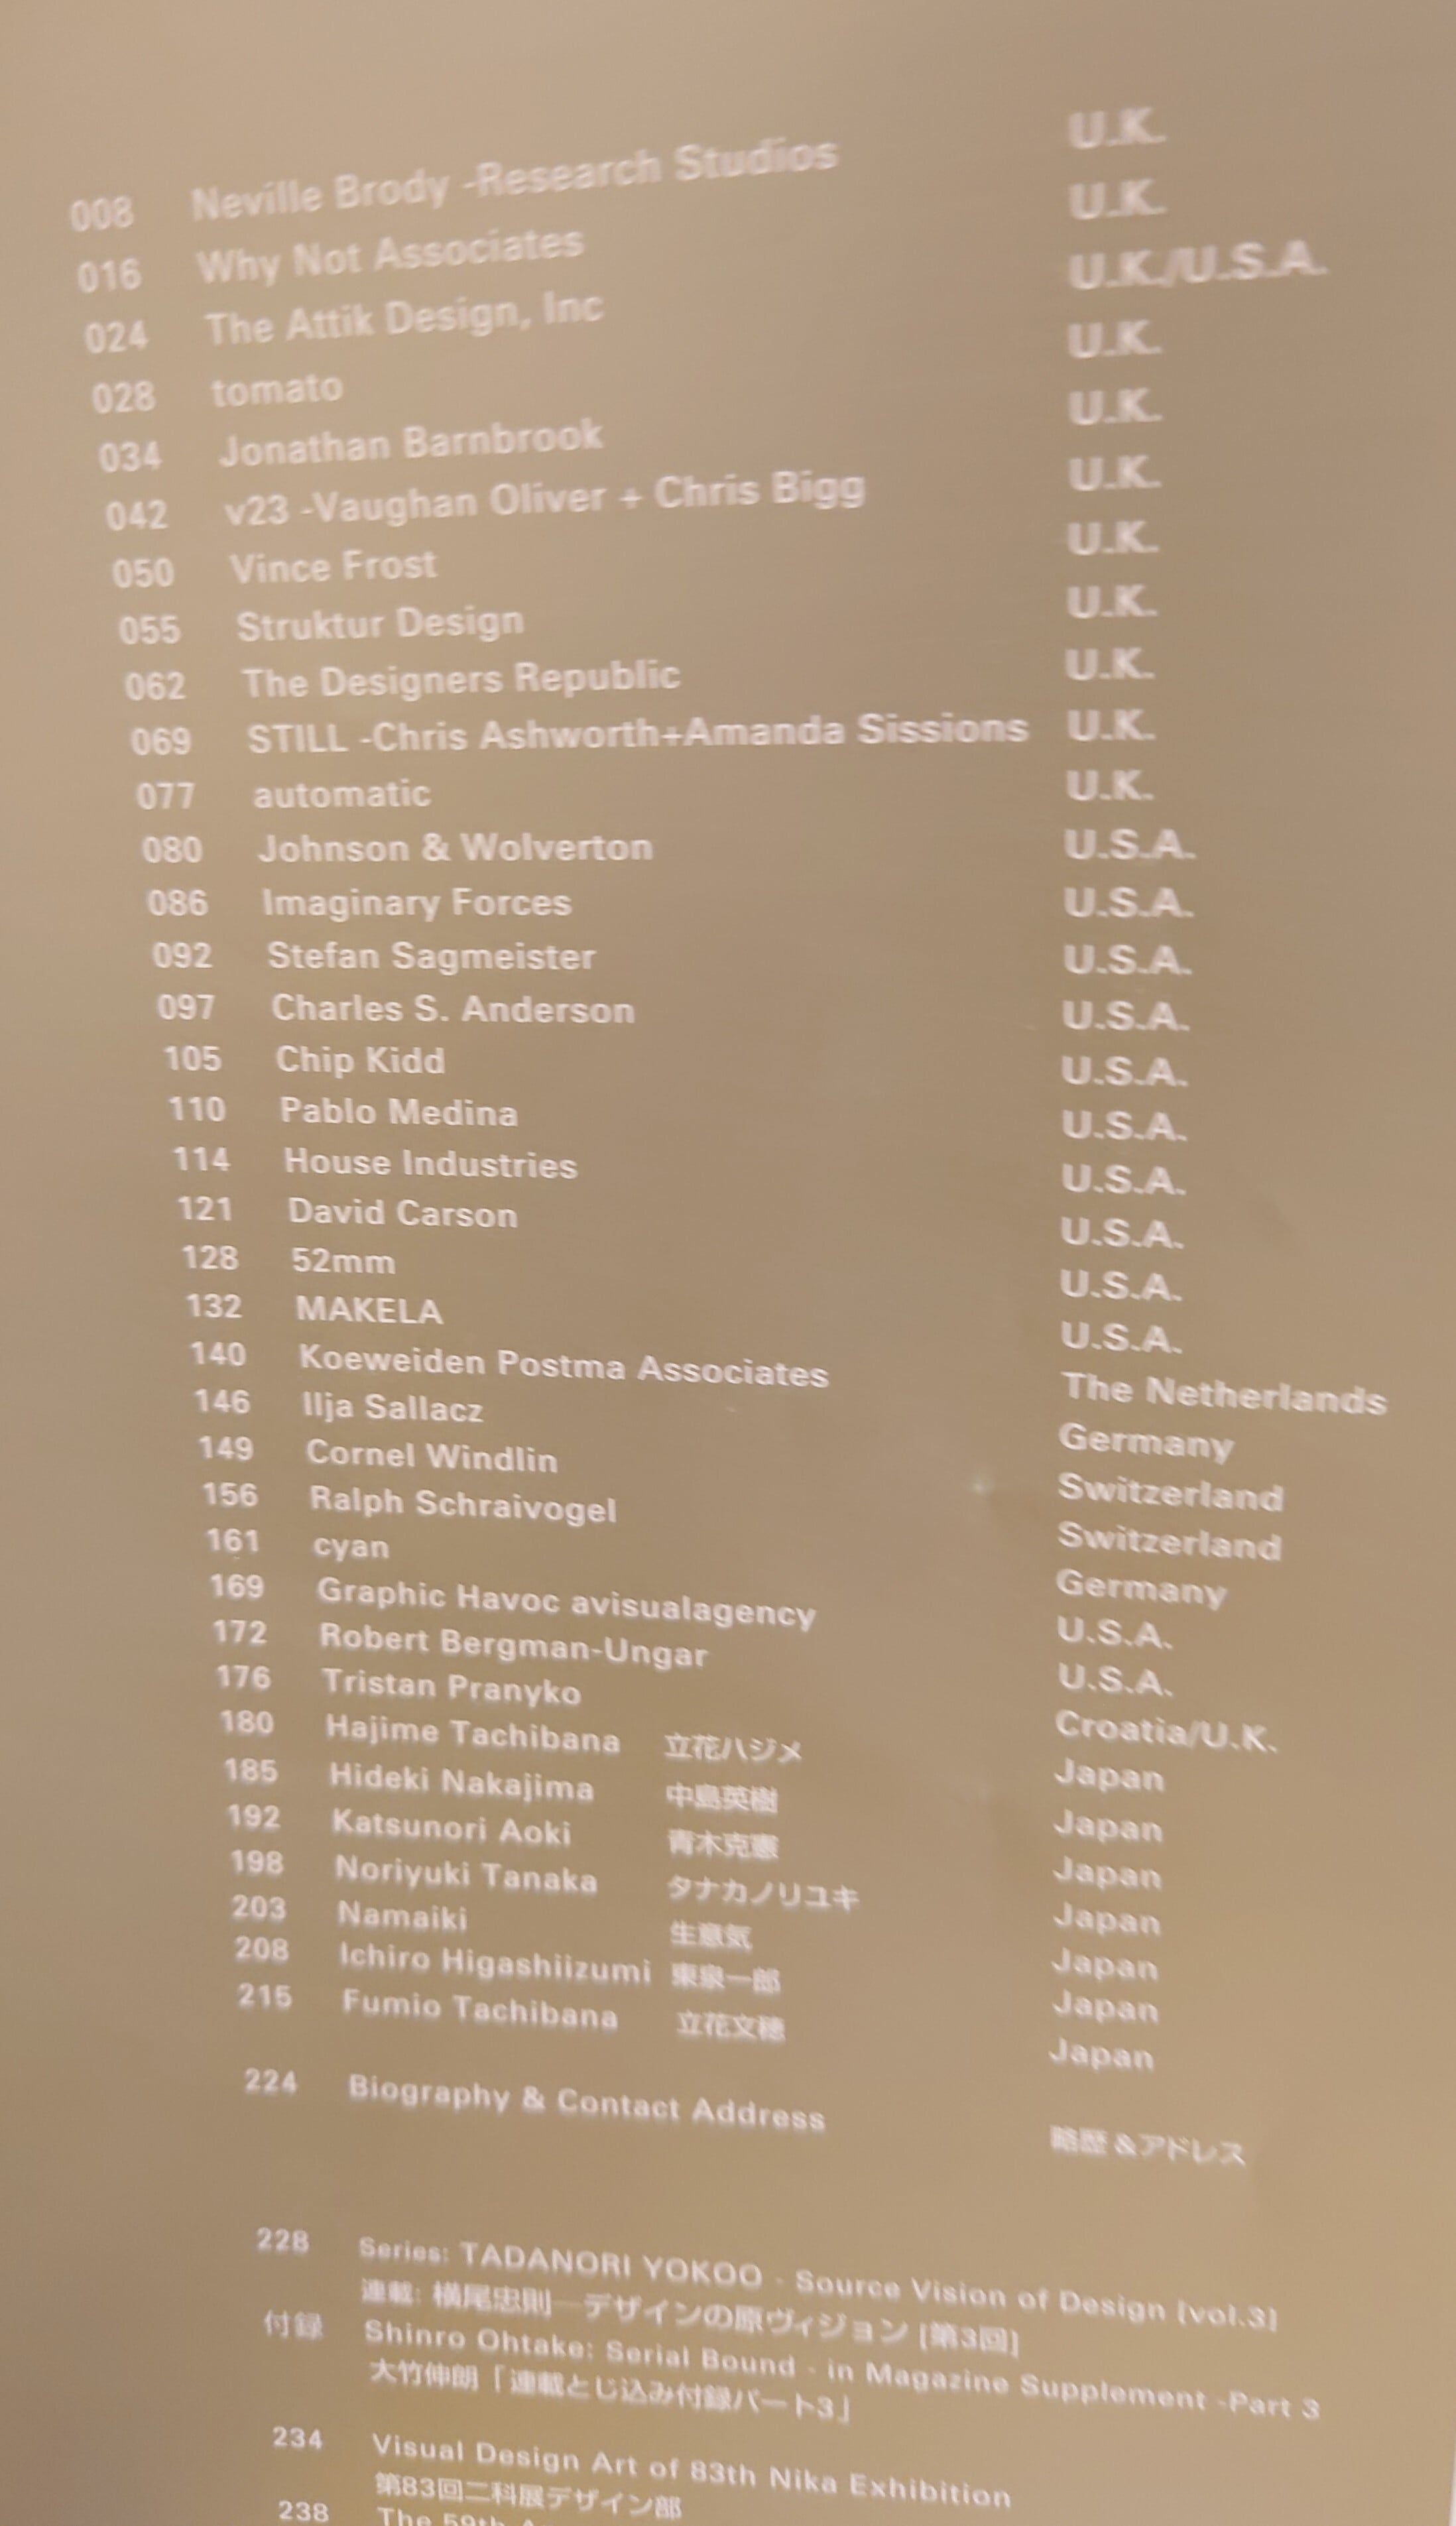 008 Neville Brody -Research Studios U.K.
016 Why Not Associates U.K.
024 The Attik Design, Inc U.K./U.S.A.
028 tomato U.K.
034 Jonathan Barnbrook U.K.
042 v23 -Vaughan Oliver + Chris Bigg U.K.
050 Vince Frost U.K.
055 Struktur Design U.K.
062 The Designers Republic U.K.
069 STILL -Chris Ashworth+Amanda Sissions U.K.
077 automatic U.K.
080 Johnson & Wolverton U.S.A.
086 Imaginary Forces U.S.A.
092 Stefan Sagmeister U.S.A.
097 Charles S. Anderson U.S.A.
105 Chip Kidd U.S.A.
110 Pablo Medina U.S.A.
114 House Industries U.S.A.
121 David Carson U.S.A.
128 52mm U.S.A.
132 MAKELA U.S.A.
140 Koeweiden Postma Associates The Netherlands
146 Ilja Sallacz Germany
149 Cornel Windlin Switzerland
156 Ralph Schraivogel Switzerland
161 cyan Germany
169 Graphic Havoc avisualagency U.S.A.
172 Robert Bergman-Ungar U.S.A.
176 Tristan Pranyko Croatia/U.K.
180 Hajime Tachibana 立花ハジメ Japan
185 Hideki Nakajima 中島英樹 Japan
192 Katsunori Aoki 青木克憲 Japan
198 Noriyuki Tanaka タナカノリユキ Japan
203 Namaiki 生意気 Japan
208 Ichiro Higashiizumi 東泉一郎 Japan
215 Fumio Tachibana 立花文穂 Japan
224 Biography & Contact Address 略歴 &アドレス
228 Series: TADANORI YOKOO - Source Vision of Design [vol.3]
連載: 横尾忠則―デザインの原ヴィジョン [第3回]
付録 Shinro Ohtake: Serial Bound - in Magazine Supplement -Part 3
大竹伸朗「連載とじ込み付録パート3」
234 Visual Design Art of 83th Nika Exhibition
第83回二科展デザイン部
238 The 59th